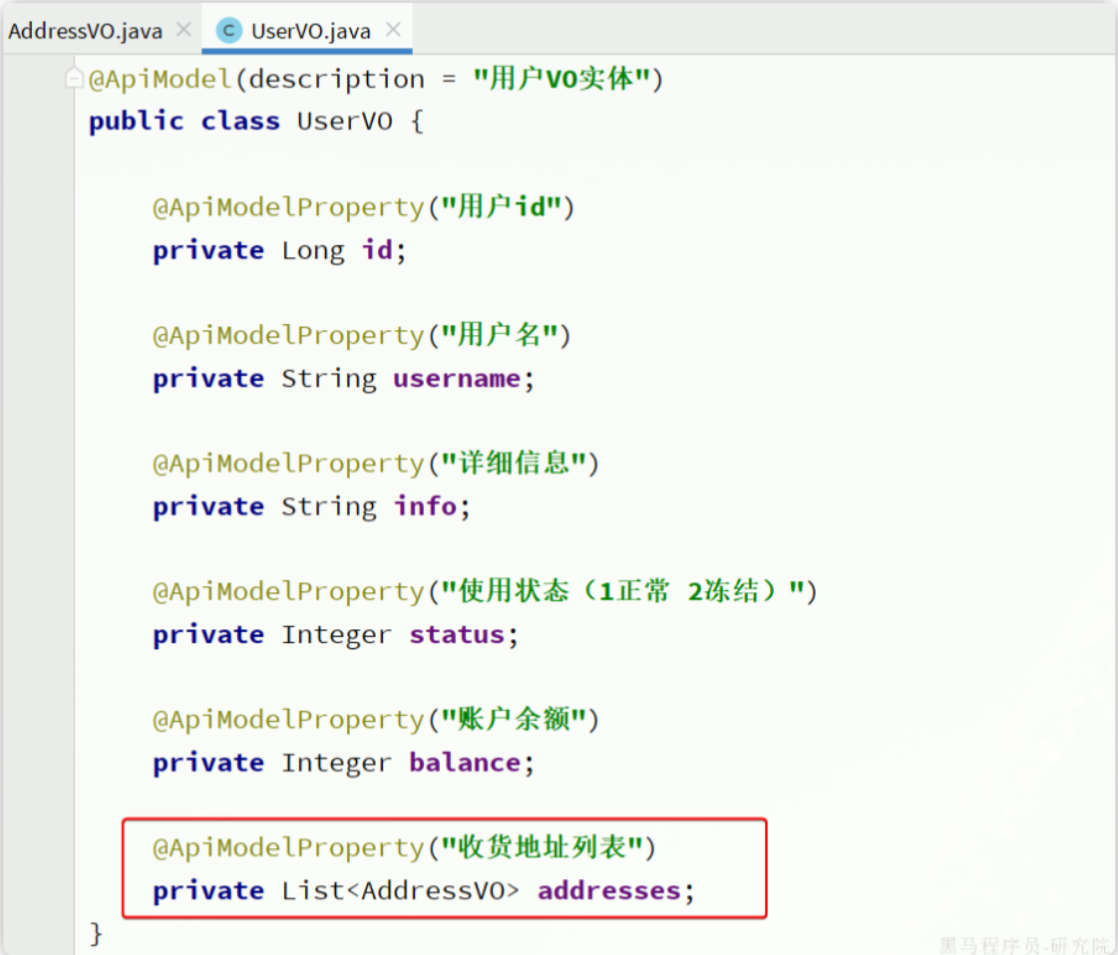 AddressVO.java UserVO.java
@ApiModel(description = "用户VO实体")
public class UserVO {
@ApiModelProperty("用户id")
private Long id;
@ApiModelProperty("用户名")
private String username;
@ApiModelProperty("详细信息")
private String info;
@ApiModelProperty("使用状态（1正常 2冻结）")
private Integer status;
@ApiModelProperty("账户余额")
private Integer balance;
@ApiModelProperty("收货地址列表")
private List<AddressVO> addresses;
}
黑马程序员-研究院